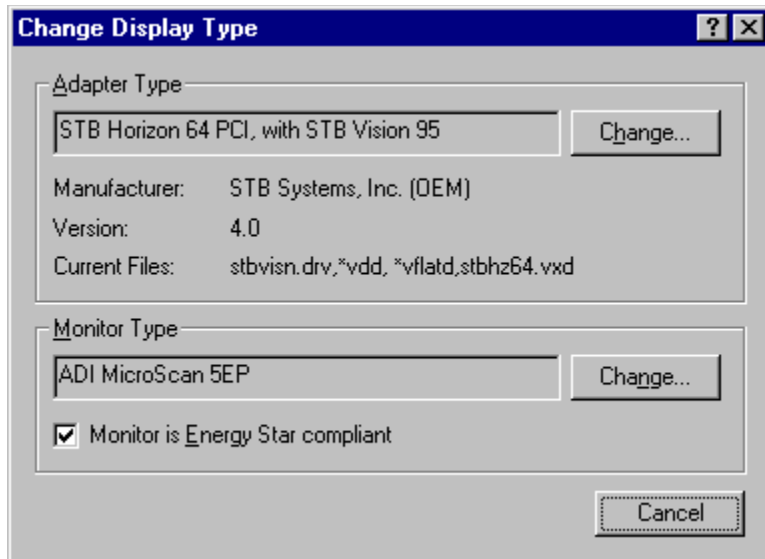 Change Display Type
Adapter Type
STB Horizon 64 PCI, with STB Vision 95
Change...
Manufacturer: STB Systems, Inc. (OEM)
Version: 4.0
Current Files: stbvisn.drv,*vdd, *vflatd,stbhz64.vxd
Monitor Type
ADI MicroScan 5EP
Change...
Monitor is Energy Star compliant
Cancel